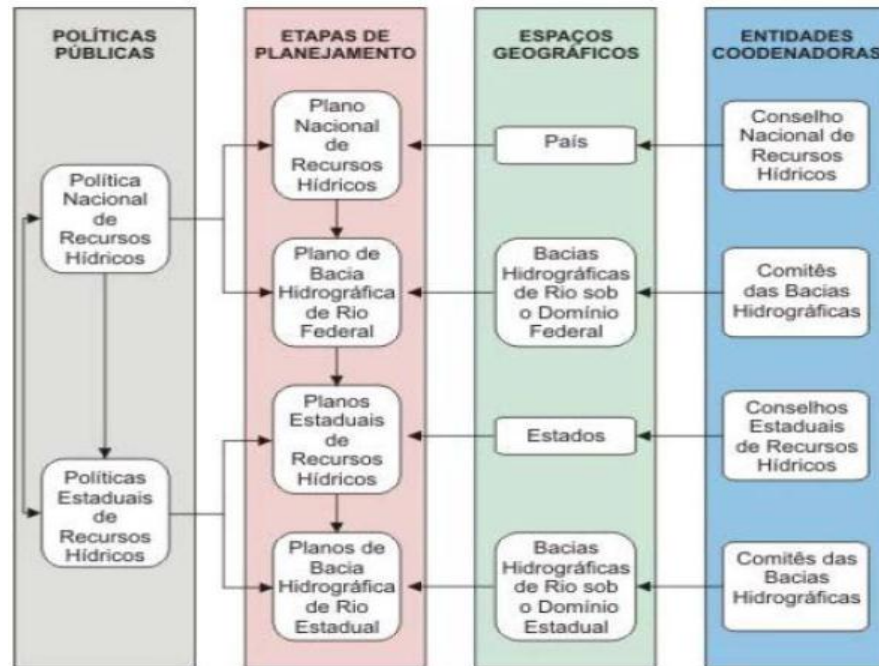 POLÍTICAS
PÚBLICAS
ETAPAS DE
PLANEJAMENTO
ESPAÇOS
GEOGRÁFICOS
ENTIDADES
COODENADORAS
Política
Nacional
de
Recursos
Hídricos
Políticas
Estaduais
de
Recursos
Hídricos
Plano
Nacional
de
Recursos
Hídricos
Plano de
Bacia
Hidrográfica
de Rio
Federal
Planos
Estaduais de
Recursos
Hídricos
Planos de
Bacia
Hidrográfica
de Rio
Estadual
País
Bacias
Hidrográficas
de Rio sob
o Domínio
Federal
Estados
Bacias
Hidrográficas
de Rio sob
o Domínio
Estadual
Conselho
Nacional de
Recursos
Hídricos
Comitês
das Bacias
Hidrográficas
Conselhos
Estaduais
de Recursos
Hídricos
Comitês das
Bacias
Hidrográficas